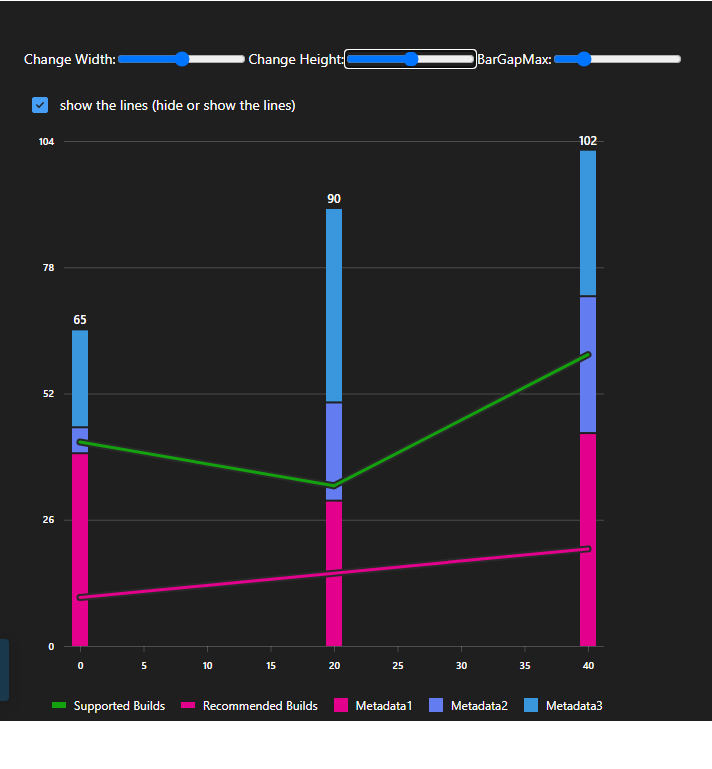 Change Width: Change Height: BarGapMax:
show the lines (hide or show the lines)
104
102
90
78
65
52
26
0
0 5 10 15 20 25 30 35 40
Supported Builds Recommended Builds Metadata1 Metadata2 Metadata3